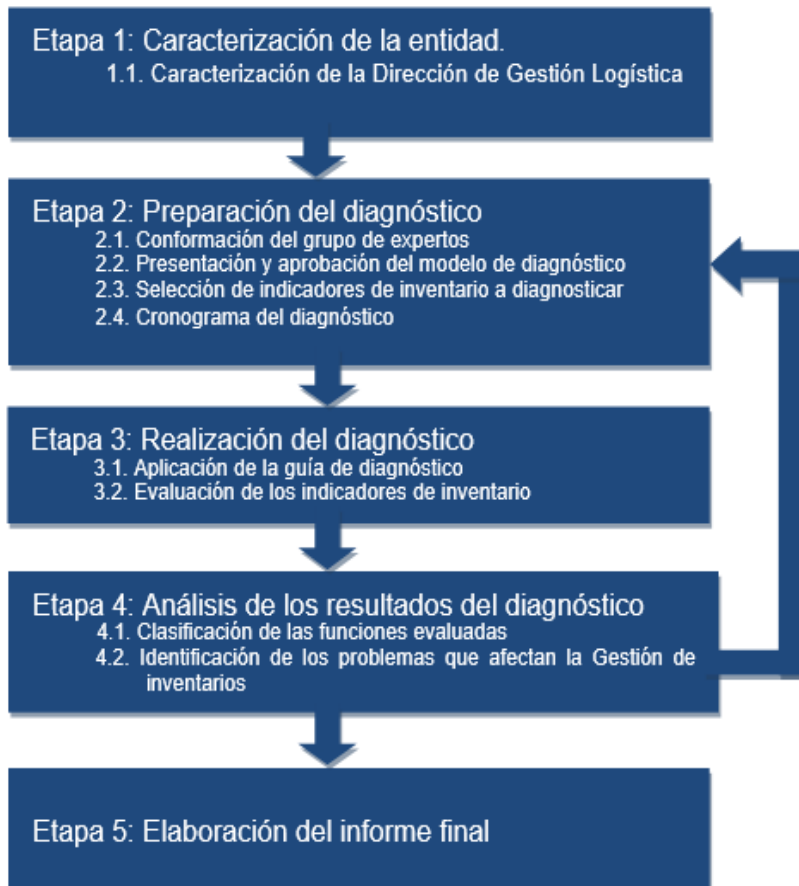 Etapa 1: Caracterización de la entidad.
1.1. Caracterización de la Dirección de Gestión Logística
Etapa 2: Preparación del diagnóstico
2.1. Conformación del grupo de expertos
2.2. Presentación y aprobación del modelo de diagnóstico
2.3. Selección de indicadores de inventario a diagnosticar
2.4. Cronograma del diagnóstico
Etapa 3: Realización del diagnóstico
3.1. Aplicación de la guía de diagnóstico
3.2. Evaluación de los indicadores de inventario
Etapa 4: Análisis de los resultados del diagnóstico
4.1. Clasificación de las funciones evaluadas
4.2. Identificación de los problemas que afectan la Gestión de
inventarios
Etapa 5: Elaboración del informe final